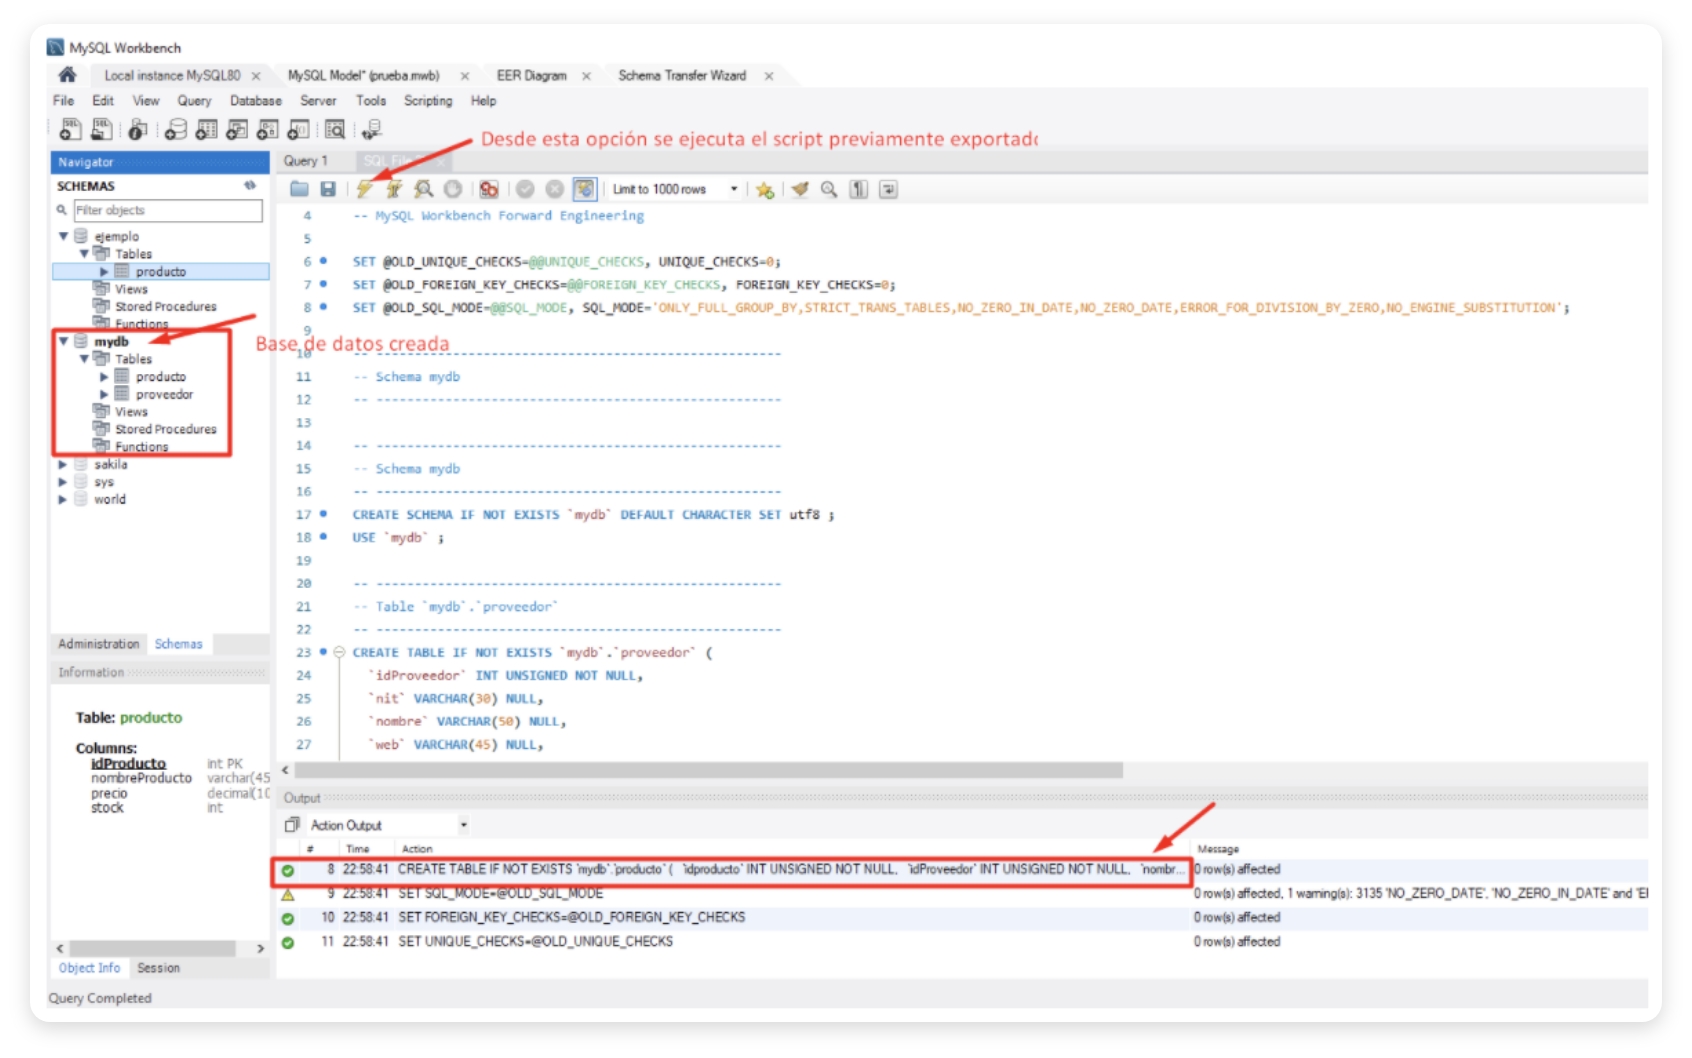 MySQL Workbench
Local instance MySQL80 × MySQL Model* (prueba.mwb) × EER Diagram × Schema Transfer Wizard ×
File Edit View Query Database Server Tools Scripting Help
Desde esta opción se ejecuta el script previamente exportado
Navigator
Query 1
SQL File
SCHEMAS
Limit to 1000 rows
Filter objects
ejemplo
Tables
producto
Views
Stored Procedures
Functions
mydb
Base de datos creada
Tables
producto
proveedor
Views
Stored Procedures
Functions
sakila
sys
world
4 -- MySQL Workbench Forward Engineering
5
6 SET @OLD_UNIQUE_CHECKS=@@UNIQUE_CHECKS, UNIQUE_CHECKS=0;
7 SET @OLD_FOREIGN_KEY_CHECKS=@@FOREIGN_KEY_CHECKS, FOREIGN_KEY_CHECKS=0;
8 SET @OLD_SQL_MODE=@@SQL_MODE, SQL_MODE='ONLY_FULL_GROUP_BY,STRICT_TRANS_TABLES,NO_ZERO_IN_DATE,NO_ZERO_DATE,ERROR_FOR_DIVISION_BY_ZERO,NO_ENGINE_SUBSTITUTION';
9
10 -- -----------------------------------------------------
11 -- Schema mydb
12 -- -----------------------------------------------------
13
14 -- -----------------------------------------------------
15 -- Schema mydb
16 -- -----------------------------------------------------
17 CREATE SCHEMA IF NOT EXISTS `mydb` DEFAULT CHARACTER SET utf8 ;
18 USE `mydb` ;
19
20 -- -----------------------------------------------------
21 -- Table `mydb`.`proveedor`
22 -- -----------------------------------------------------
23 CREATE TABLE IF NOT EXISTS `mydb`.`proveedor` (
24 `idProveedor` INT UNSIGNED NOT NULL,
25 `nit` VARCHAR(30) NULL,
26 `nombre` VARCHAR(50) NULL,
27 `web` VARCHAR(45) NULL,
Administration Schemas
Information
Table: producto
Columns:
idProducto int PK
nombreProducto varchar(45
precio decimal(10
stock int
Object Info Session
Output
Action Output
# Time Action Message
8 22:58:41 CREATE TABLE IF NOT EXISTS `mydb`.`producto` ( `idproducto` INT UNSIGNED NOT NULL, `idProveedor` INT UNSIGNED NOT NULL, `nombr... 0 row(s) affected
9 22:58:41 SET SQL_MODE=@OLD_SQL_MODE 0 row(s) affected, 1 warning(s): 3135 'NO_ZERO_DATE', 'NO_ZERO_IN_DATE' and 'EI
10 22:58:41 SET FOREIGN_KEY_CHECKS=@OLD_FOREIGN_KEY_CHECKS 0 row(s) affected
11 22:58:41 SET UNIQUE_CHECKS=@OLD_UNIQUE_CHECKS 0 row(s) affected
Query Completed